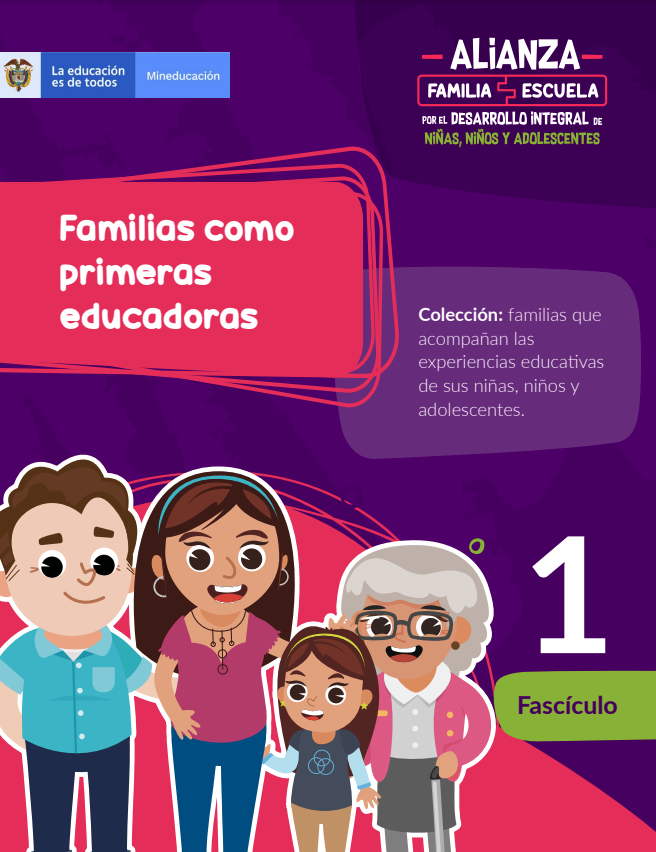 La educación
es de todos
Mineducación
ALiANZA
FAMILIA ESCUELA
POR EL DESARROLLO iNTEGRAL DE
NiÑAS, NiÑOS Y ADOLESCENTES
Familias como
primeras
educadoras
Colección: familias que
acompañan las
experiencias educativas
de sus niñas, niños y
adolescentes.
1
Fascículo